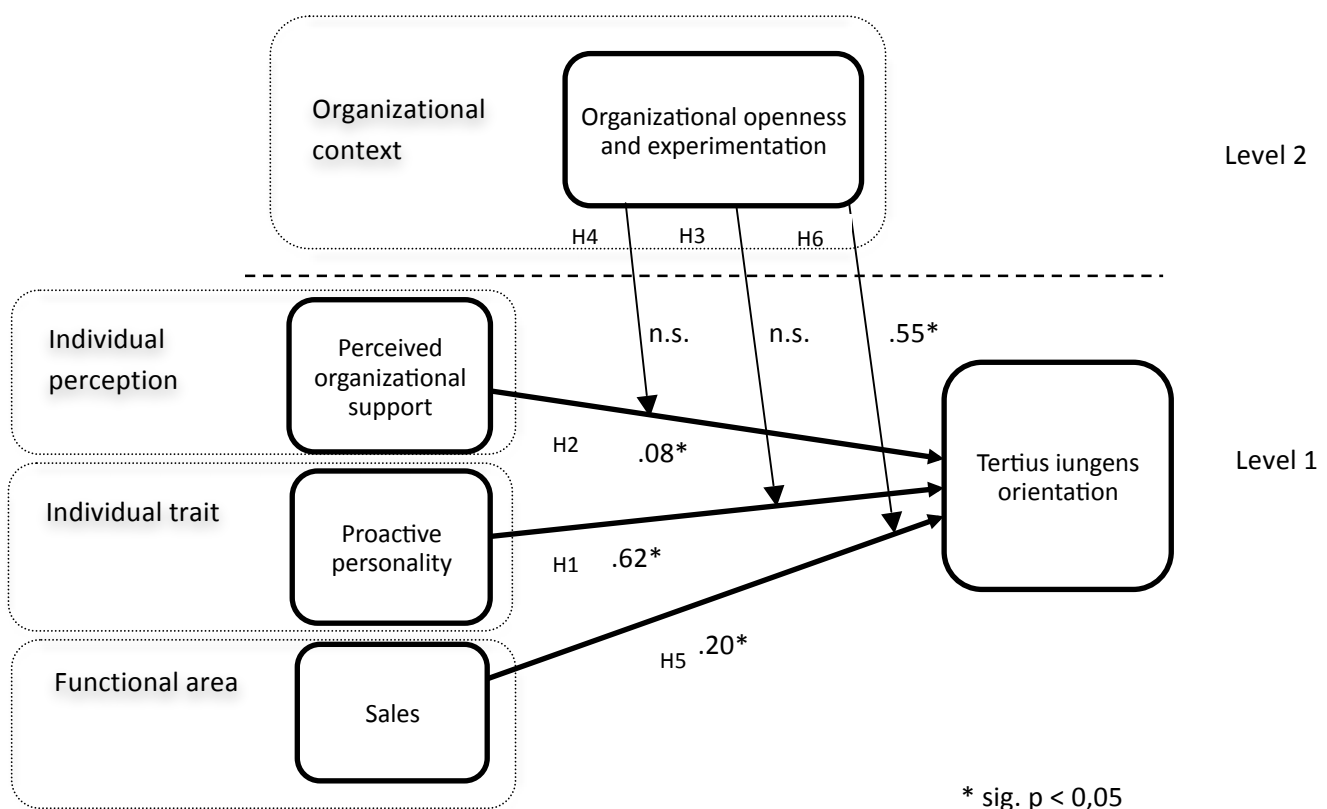 Organizational
context
Organizational openness
and experimentation
Level 2
H4
H3
H6
Individual
perception
Perceived
organizational
support
n.s.
n.s.
.55*
H2
.08*
Tertius iungens
orientation
Level 1
Individual trait
Proactive
personality
H1
.62*
H5
.20*
Functional area
Sales
* sig. p < 0,05